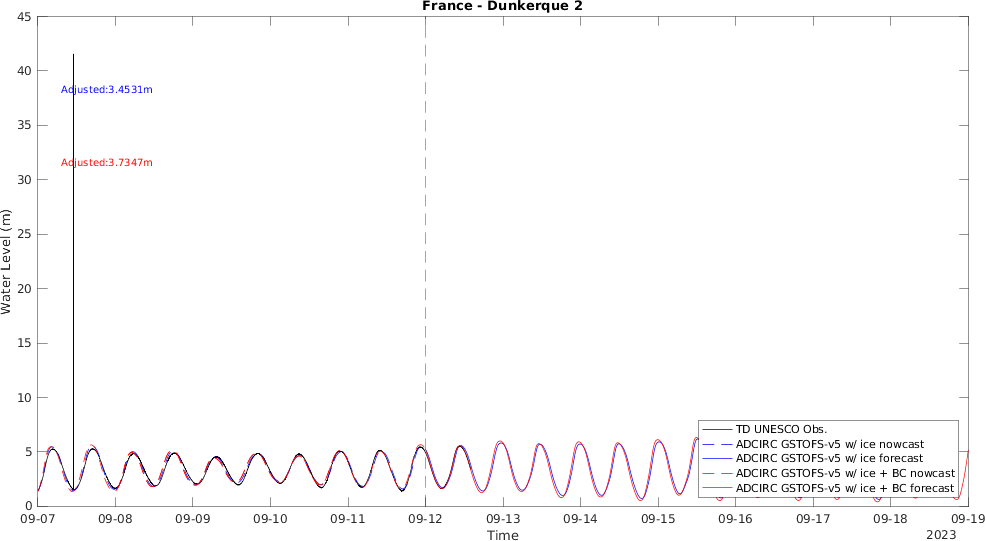 France - Dunkerque 2
45
40
35
30
25
20
15
10
5
0
Water Level (m)
Adjusted:3.4531m
Adjusted:3.7347m
TD UNESCO Obs.
ADCIRC GSTOFS-v5 w/ ice nowcast
ADCIRC GSTOFS-v5 w/ ice forecast
ADCIRC GSTOFS-v5 w/ ice + BC nowcast
ADCIRC GSTOFS-v5 w/ ice + BC forecast
09-07 09-08 09-09 09-10 09-11 09-12 09-13 09-14 09-15 09-16 09-17 09-18 09-19
Time
2023